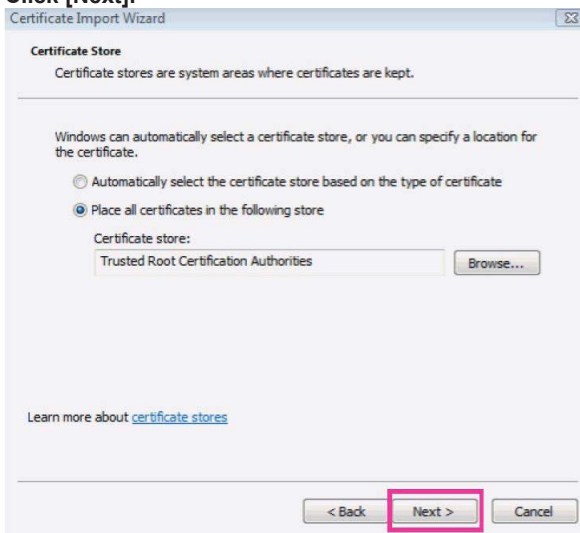 Click [Next].
Certificate Import Wizard
Certificate Store
Certificate stores are system areas where certificates are kept.
Windows can automatically select a certificate store, or you can specify a location for
the certificate.
Automatically select the certificate store based on the type of certificate
Place all certificates in the following store
Certificate store:
Trusted Root Certification Authorities
Browse...
Learn more about certificate stores
< Back Next > Cancel